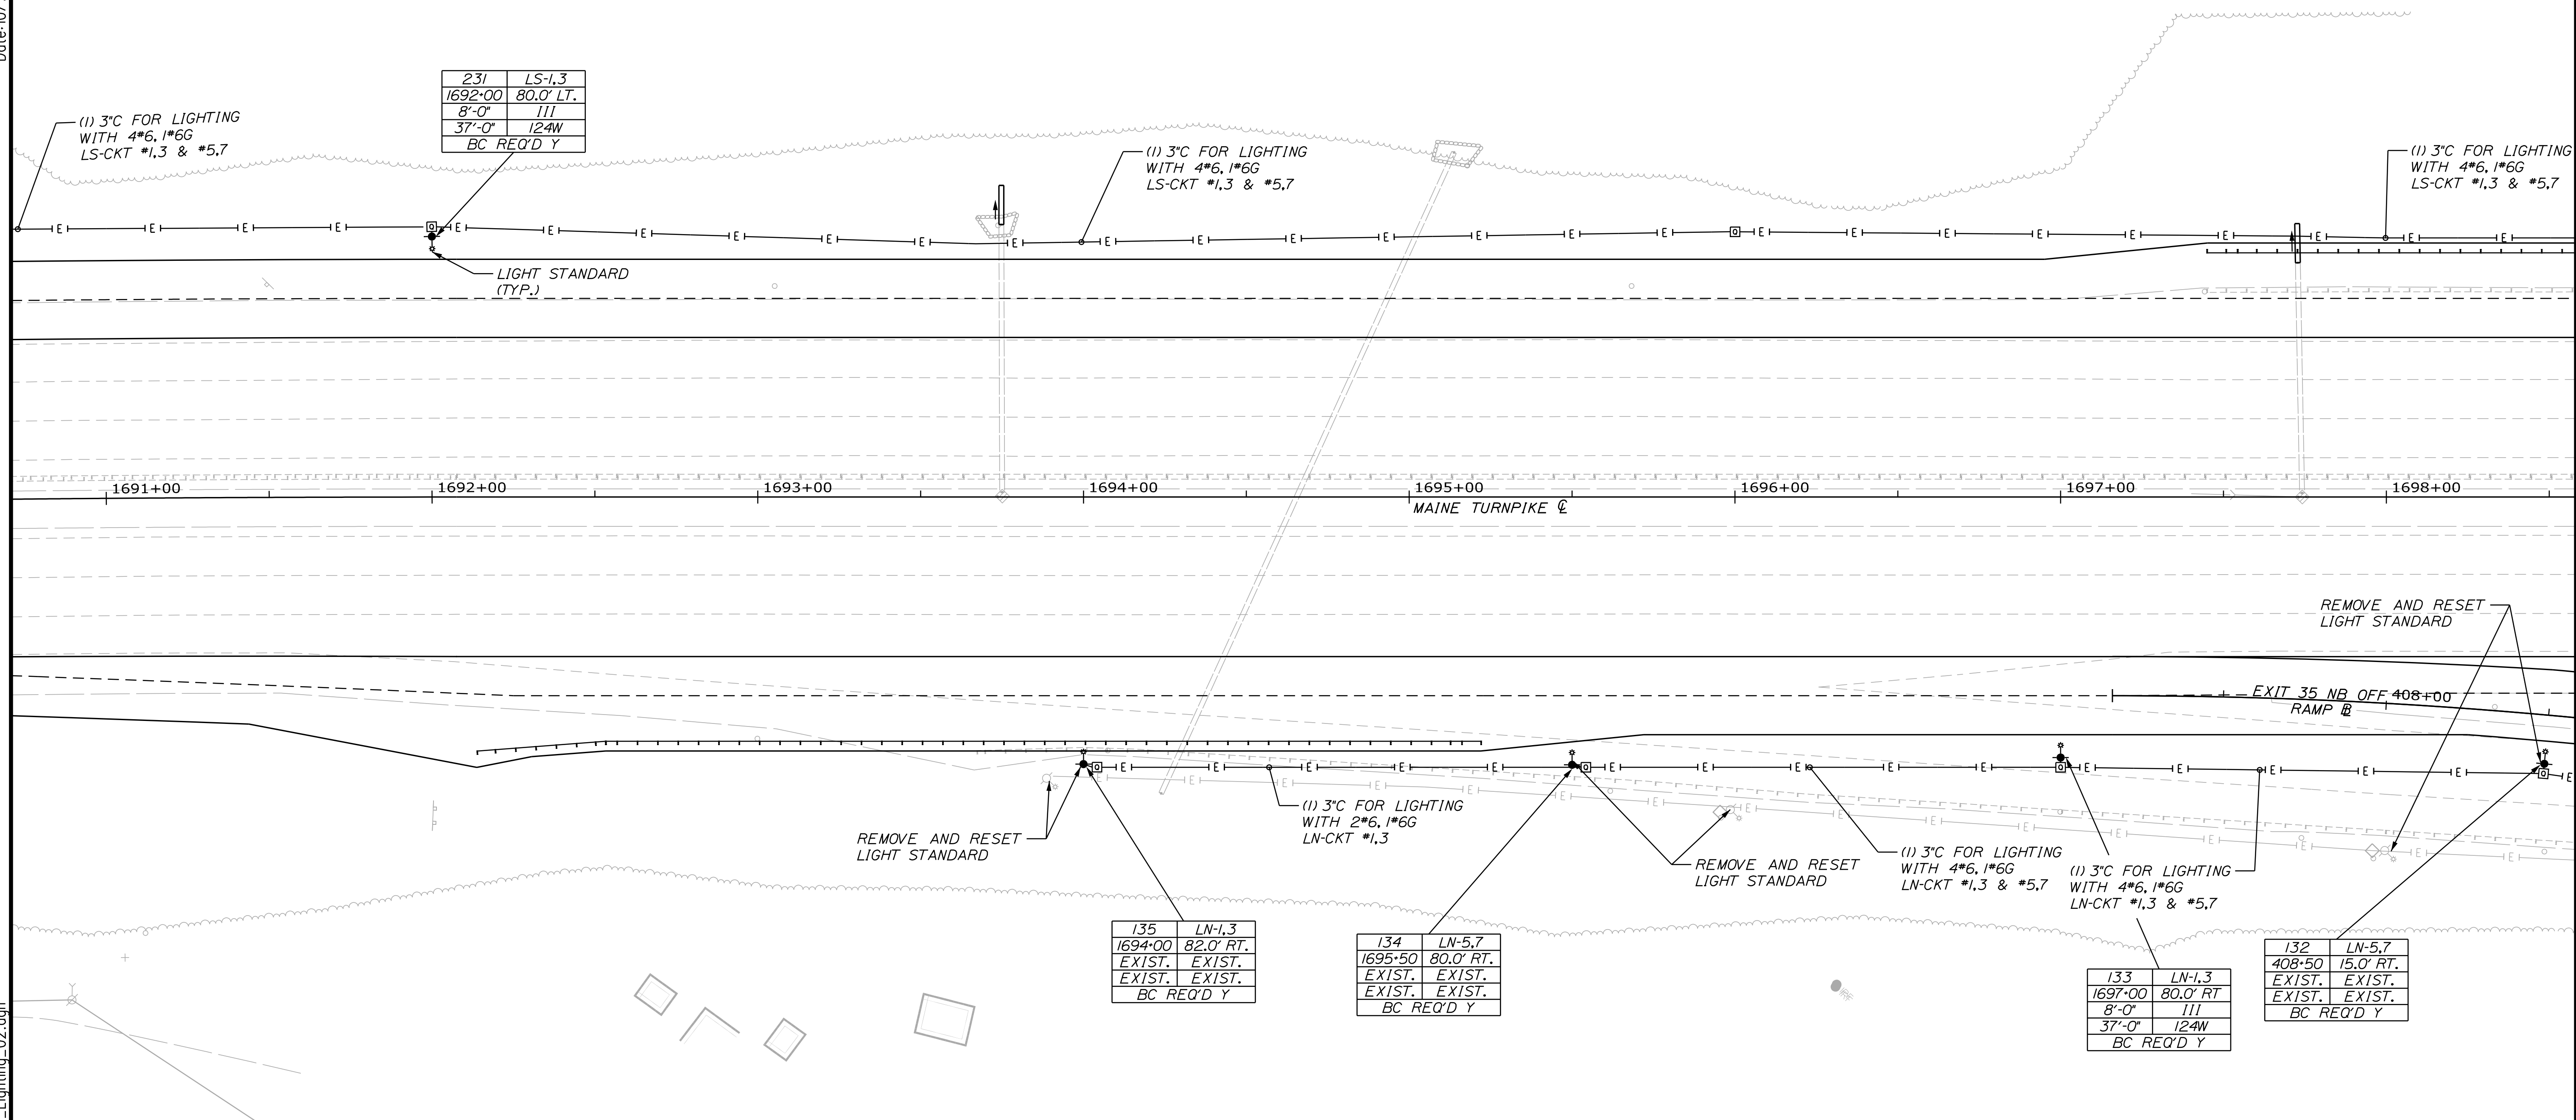 231 LS-1,3
1692+00 80.0' LT.
8'-0" III
37'-0" 124W
BC REQ'D Y
(1) 3"C FOR LIGHTING
WITH 4#6, 1#6G
LS-CKT #1,3 & #5,7
(1) 3"C FOR LIGHTING
WITH 4#6, 1#6G
LS-CKT #1,3 & #5,7
(1) 3"C FOR LIGHTING
WITH 4#6, 1#6G
LS-CKT #1,3 & #5,7
E E E E E E E E E E E E E E E E E E E E E E E E E E E
LIGHT STANDARD
(TYP.)
1691+00 1692+00 1693+00 1694+00 1695+00 1696+00 1697+00 1698+00
MAINE TURNPIKE ℄
REMOVE AND RESET
LIGHT STANDARD
EXIT 35 NB OFF 408+00
RAMP
E E E E E E E E E E E E E E E E
E E E E E E E E E E E E E E E E
REMOVE AND RESET
LIGHT STANDARD
(1) 3"C FOR LIGHTING
WITH 2#6, 1#6G
LN-CKT #1,3
REMOVE AND RESET
LIGHT STANDARD
(1) 3"C FOR LIGHTING
WITH 4#6, 1#6G
LN-CKT #1,3 & #5,7
(1) 3"C FOR LIGHTING
WITH 4#6, 1#6G
LN-CKT #1,3 & #5,7
135 LN-1,3
1694+00 82.0' RT.
EXIST. EXIST.
EXIST. EXIST.
BC REQ'D Y
134 LN-5,7
1695+50 80.0' RT.
EXIST. EXIST.
EXIST. EXIST.
BC REQ'D Y
133 LN-1,3
1697+00 80.0' RT
8'-0" III
37'-0" 124W
BC REQ'D Y
132 LN-5,7
408+50 15.0' RT.
EXIST. EXIST.
EXIST. EXIST.
BC REQ'D Y